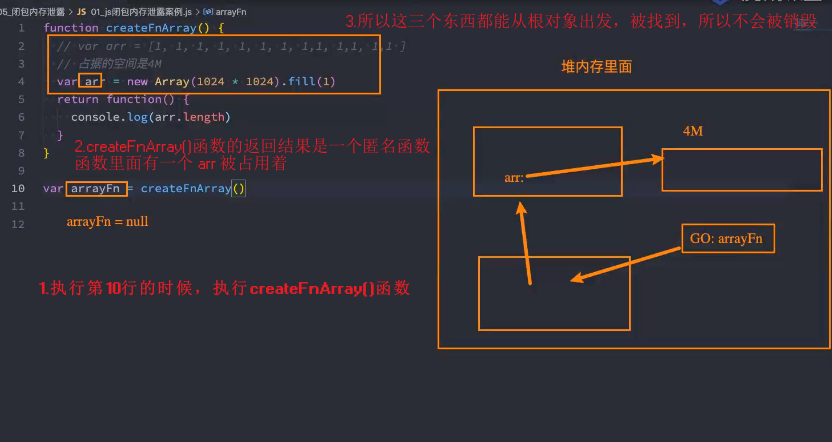 05_闭包内存泄露 > JS 01_js闭包内存泄漏案例.js > arrayFn
3.所以这三个东西都能从根对象出发，被找到，所以不会被销毁
1 function createFnArray() {
2 // var arr = [1, 1, 1, 1, 1, 1, 1, 1,1, 1,1, 1,1 ]
3 // 占据的空间是4M
4 var arr = new Array(1024 * 1024).fill(1)
5 return function() {
6 console.log(arr.length)
7 }
2.createFnArray()函数的返回结果是一个匿名函数
8 }
函数里面有一个 arr 被占用着
9
10 var arrayFn = createFnArray()
11
12 arrayFn = null
1.执行第10行的时候，执行createFnArray()函数
堆内存里面
4M
arr:
GO: arrayFn